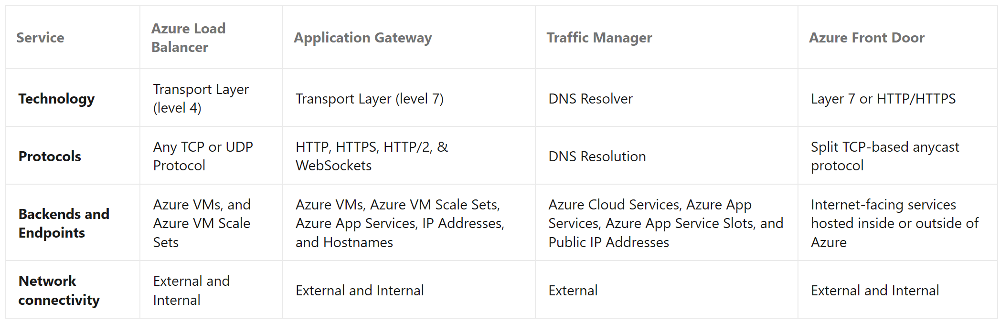 Service
Azure Load
Balancer
Application Gateway
Traffic Manager
Azure Front Door
Technology
Transport Layer
(level 4)
Transport Layer (level 7)
DNS Resolver
Layer 7 or HTTP/HTTPS
Protocols
Any TCP or UDP
Protocol
HTTP, HTTPS, HTTP/2, &
WebSockets
DNS Resolution
Split TCP-based anycast
protocol
Backends and
Endpoints
Azure VMs, and
Azure VM Scale
Sets
Azure VMs, Azure VM Scale Sets,
Azure App Services, IP Addresses,
and Hostnames
Azure Cloud Services, Azure App
Services, Azure App Service Slots, and
Public IP Addresses
Internet-facing services
hosted inside or outside of
Azure
Network
connectivity
External and
Internal
External and Internal
External
External and Internal